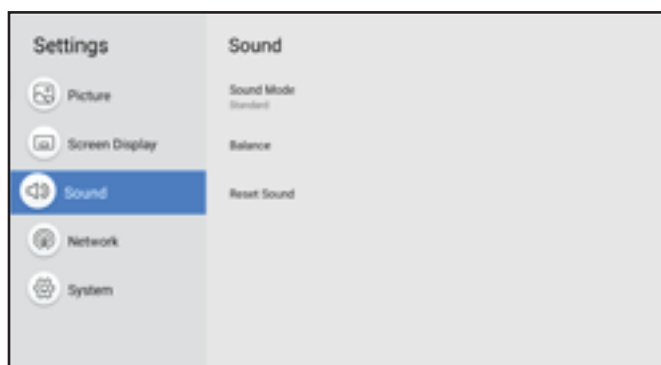 Settings
Picture
Screen Display
Sound
Network
System
Sound
Sound Mode
Standard
Balance
Reset Sound